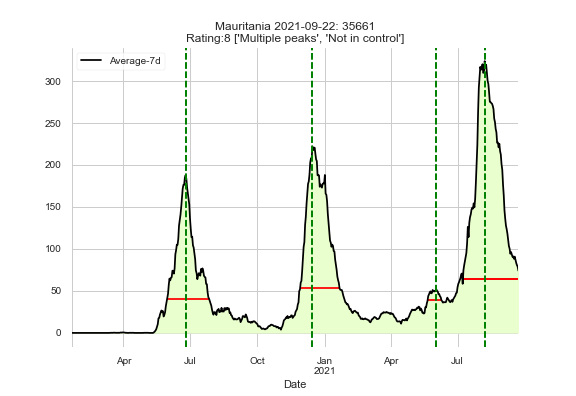 Mauritania 2021-09-22: 35661
Rating:8 ['Multiple peaks', 'Not in control']
Average-7d
300
250
200
150
100
50
0
Apr
Jul
Oct
Jan
2021
Apr
Jul
Date